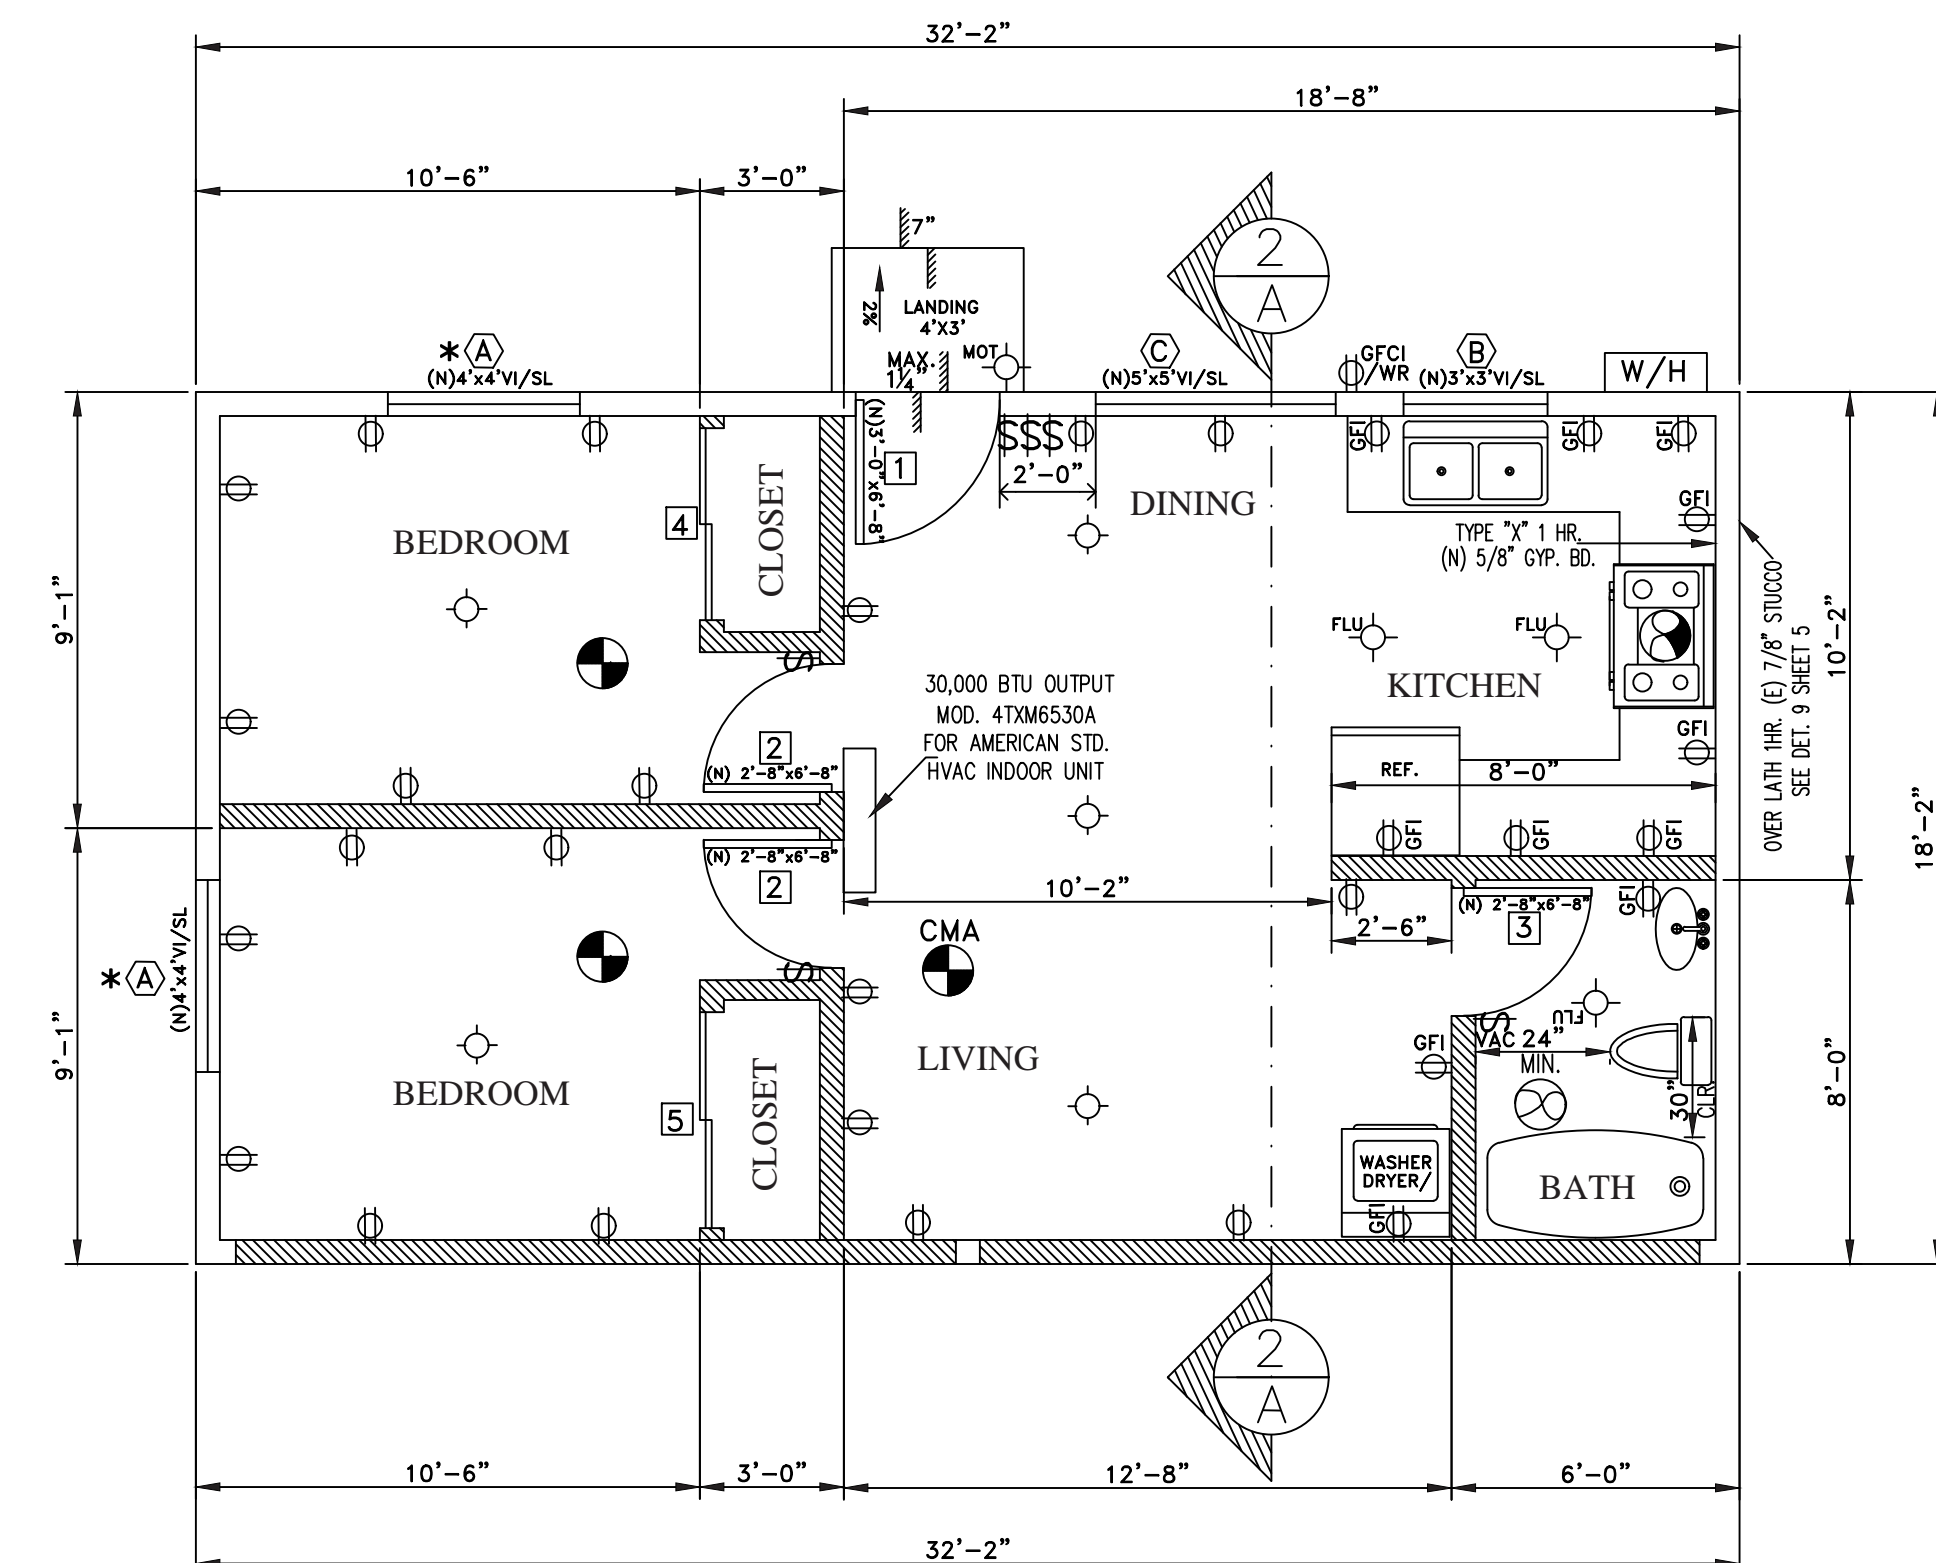 32'-2"
18'-8"
10'-6"
3'-0"
7"
2
A
2%
LANDING
4'X3'
MAX.
1¼"
MOT
*A
(N)4'x4'VI/SL
C
(N)5'x5'VI/SL
GFCI
/WR
B
(N)3'x3'VI/SL
W/H
(N)3'-0"x6'-8"
1
SSS
2'-0"
GFI
GFI
GFI
GFI
DINING
BEDROOM
4
CLOSET
TYPE "X" 1 HR.
(N) 5/8" GYP. BD.
OVER LATH 1HR. (E) 7/8" STUCCO
SEE DET. 9 SHEET 5
9'-1"
10'-2"
18'-2"
FLU
FLU
KITCHEN
S
30,000 BTU OUTPUT
MOD. 4TXM6530A
FOR AMERICAN STD.
HVAC INDOOR UNIT
2
(N) 2'-8"x6'-8"
GFI
REF.
8'-0"
GFI
GFI
GFI
(N) 2'-8"x6'-8"
2
10'-2"
2'-6"
(N) 2'-8"x6'-8"
3
GFI
*A
(N)4'x4'VI/SL
CMA
S
FLU
S
VAC 24"
MIN.
GFI
30"
CLR.
9'-1"
8'-0"
LIVING
BEDROOM
5
CLOSET
WASHER
DRYER/
GFI
BATH
2
A
10'-6"
3'-0"
12'-8"
6'-0"
32'-2"